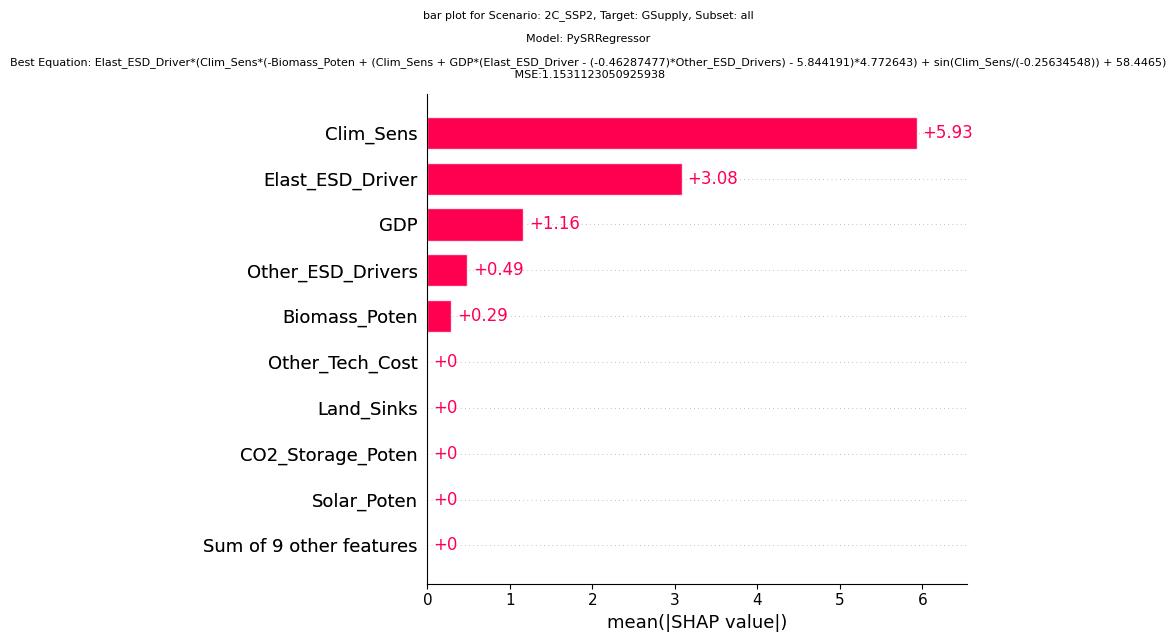 bar plot for Scenario: 2C_SSP2, Target: GSupply, Subset: all
Model: PySRRegressor
Best Equation: Elast_ESD_Driver*(Clim_Sens*(-Biomass_Poten + (Clim_Sens + GDP*(Elast_ESD_Driver - (-0.46287477)*Other_ESD_Drivers) - 5.844191)*4.772643) + sin(Clim_Sens/(-0.25634548)) + 58.4465)
MSE:1.1531123050925938
Clim_Sens
+5.93
Elast_ESD_Driver
+3.08
GDP
+1.16
Other_ESD_Drivers
+0.49
Biomass_Poten
+0.29
Other_Tech_Cost
+0
Land_Sinks
+0
CO2_Storage_Poten
+0
Solar_Poten
+0
Sum of 9 other features
+0
0 1 2 3 4 5 6
mean(|SHAP value|)